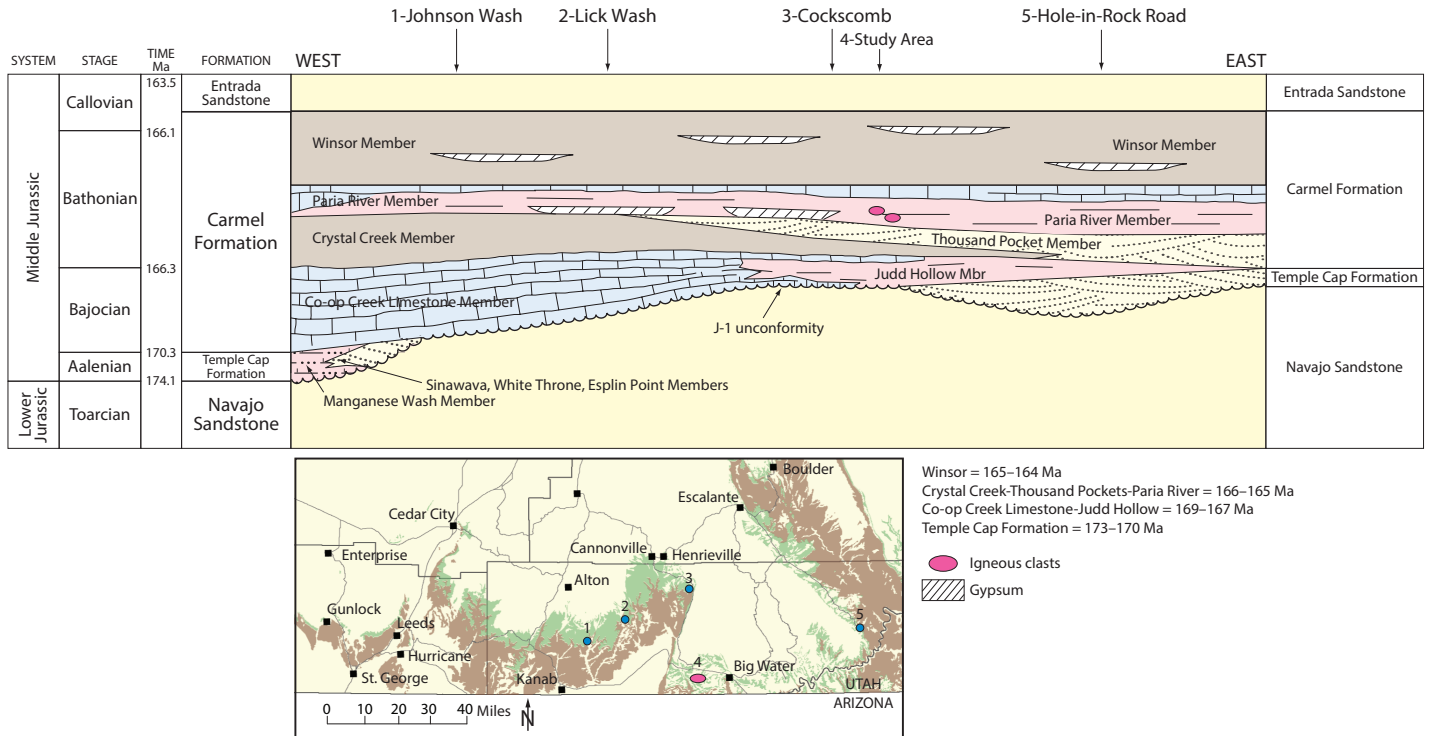 1-Johnson Wash
2-Lick Wash
3-Cockscomb
5-Hole-in-Rock Road
4-Study Area
SYSTEM
STAGE
TIME
Ma
FORMATION
WEST
EAST
Middle Jurassic
Lower
Jurassic
Callovian
Bathonian
Bajocian
Aalenian
Toarcian
163.5
166.1
166.3
170.3
174.1
Entrada
Sandstone
Carmel
Formation
Temple Cap
Formation
Navajo
Sandstone
Winsor Member
Winsor Member
Paria River Member
Paria River Member
Crystal Creek Member
Thousand Pocket Member
Judd Hollow Mbr
Co-op Creek Limestone Member
J-1 unconformity
Sinawava, White Throne, Esplin Point Members
Manganese Wash Member
Entrada Sandstone
Carmel Formation
Temple Cap Formation
Navajo Sandstone
Boulder
Escalante
Cedar City
Enterprise
Cannonville
Henrieville
Alton
3
2
1
5
Gunlock
Leeds
Hurricane
St. George
Kanab
4
Big Water
UTAH
ARIZONA
0 10 20 30 40 Miles
N
Winsor = 165–164 Ma
Crystal Creek-Thousand Pockets-Paria River = 166–165 Ma
Co-op Creek Limestone-Judd Hollow = 169–167 Ma
Temple Cap Formation = 173–170 Ma
Igneous clasts
Gypsum